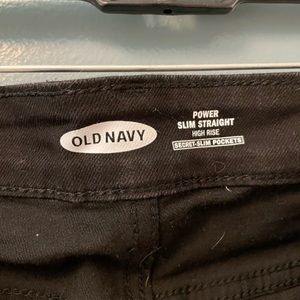 OLD NAVY
POWER
SLIM STRAIGHT
HIGH RISE
SECRET-SLIM POCKETS